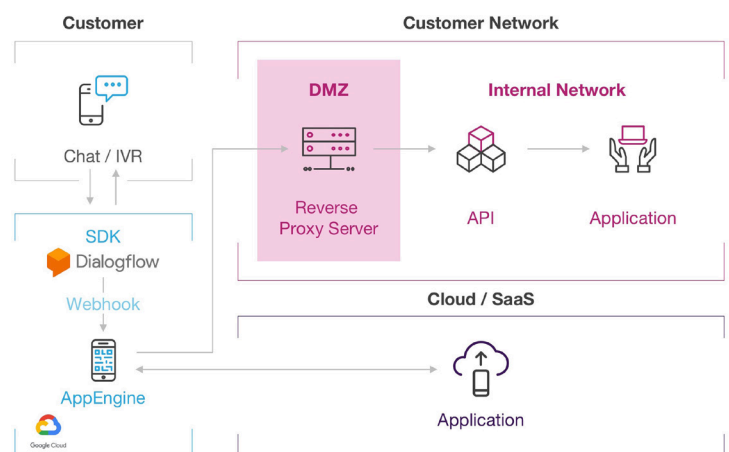 Customer
Chat / IVR
SDK
Dialogflow
Webhook
AppEngine
Google Cloud
Customer Network
DMZ
Reverse
Proxy Server
Internal Network
API
Application
Cloud / SaaS
Application